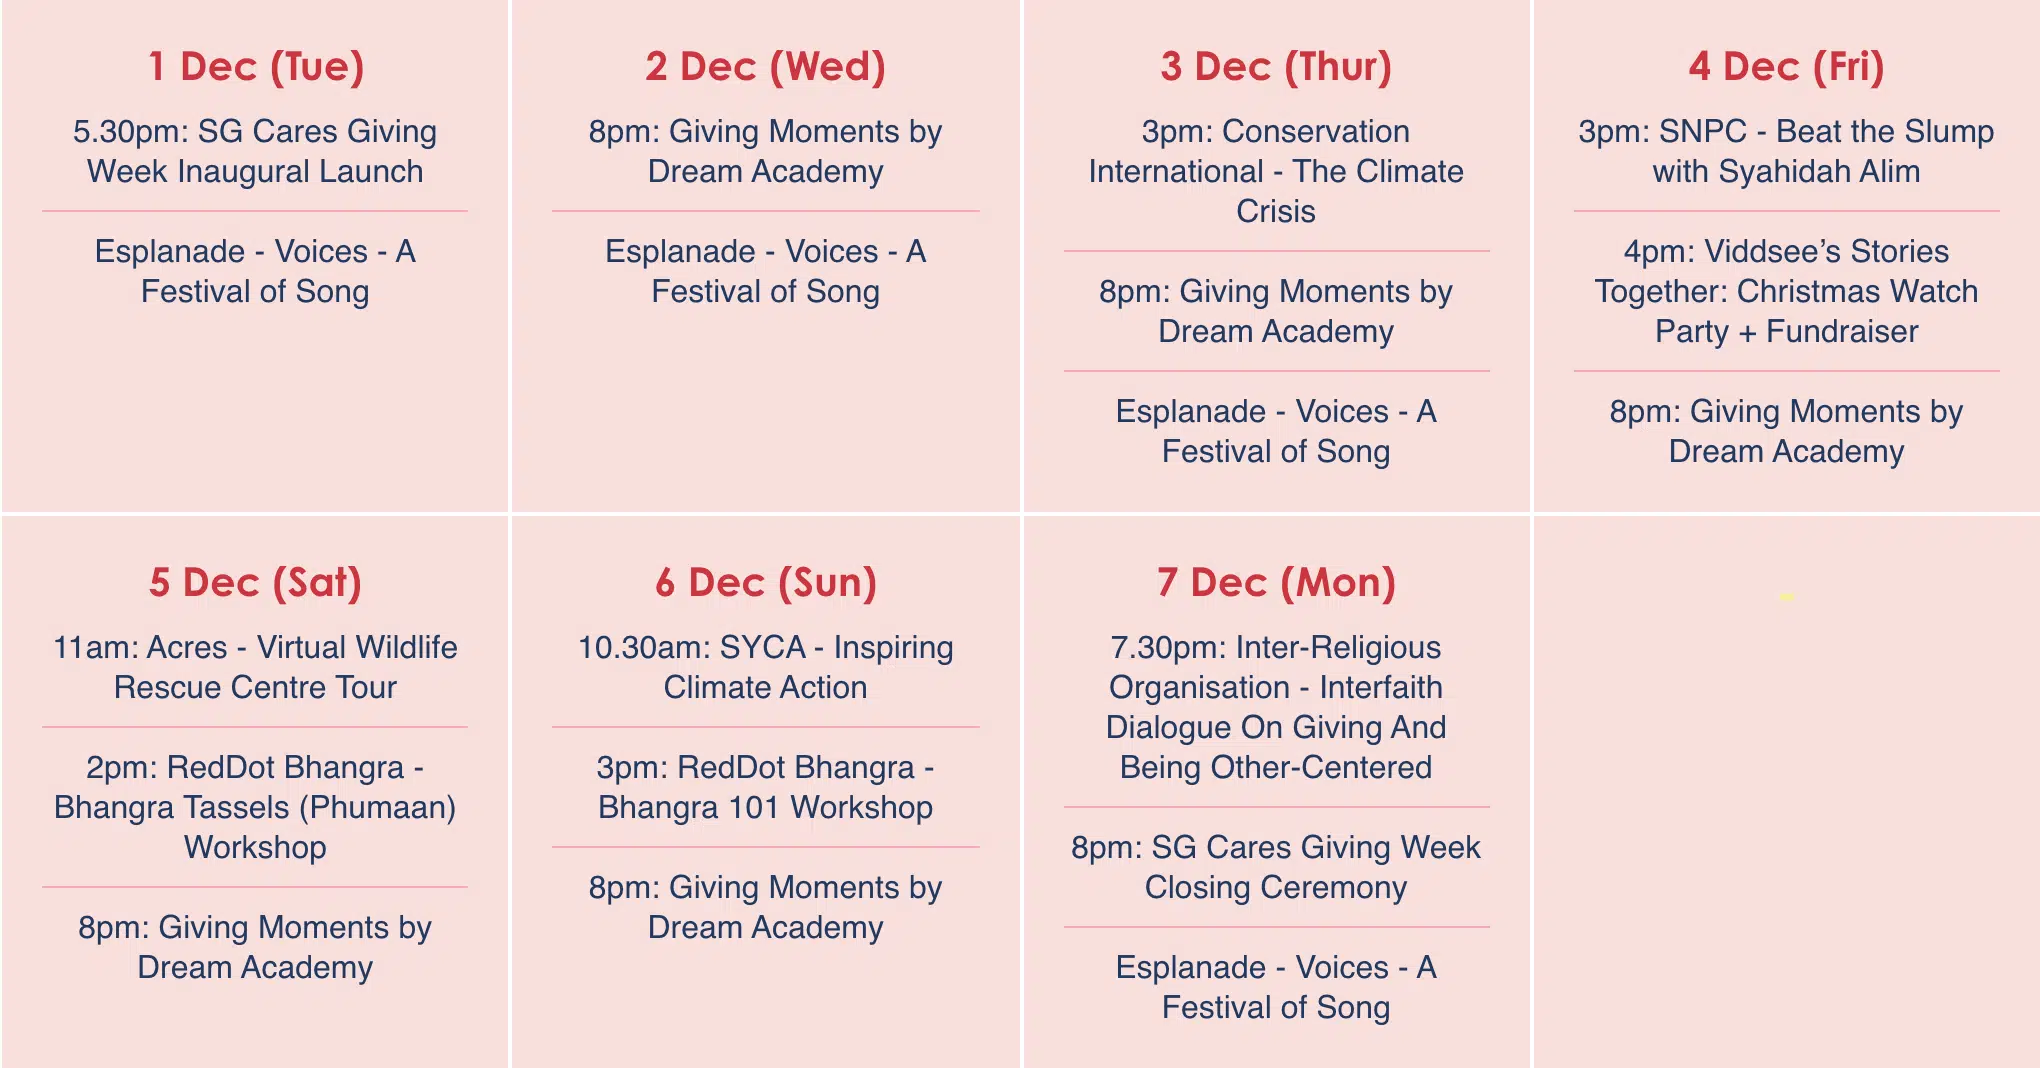 1 Dec (Tue)
5.30pm: SG Cares Giving
Week Inaugural Launch
Esplanade - Voices - A
Festival of Song
2 Dec (Wed)
8pm: Giving Moments by
Dream Academy
Esplanade - Voices - A
Festival of Song
3 Dec (Thur)
3pm: Conservation
International - The Climate
Crisis
8pm: Giving Moments by
Dream Academy
Esplanade - Voices - A
Festival of Song
4 Dec (Fri)
3pm: SNPC - Beat the Slump
with Syahidah Alim
4pm: Viddsee’s Stories
Together: Christmas Watch
Party + Fundraiser
8pm: Giving Moments by
Dream Academy
5 Dec (Sat)
11am: Acres - Virtual Wildlife
Rescue Centre Tour
2pm: RedDot Bhangra -
Bhangra Tassels (Phumaan)
Workshop
8pm: Giving Moments by
Dream Academy
6 Dec (Sun)
10.30am: SYCA - Inspiring
Climate Action
3pm: RedDot Bhangra -
Bhangra 101 Workshop
8pm: Giving Moments by
Dream Academy
7 Dec (Mon)
7.30pm: Inter-Religious
Organisation - Interfaith
Dialogue On Giving And
Being Other-Centered
8pm: SG Cares Giving Week
Closing Ceremony
Esplanade - Voices - A
Festival of Song